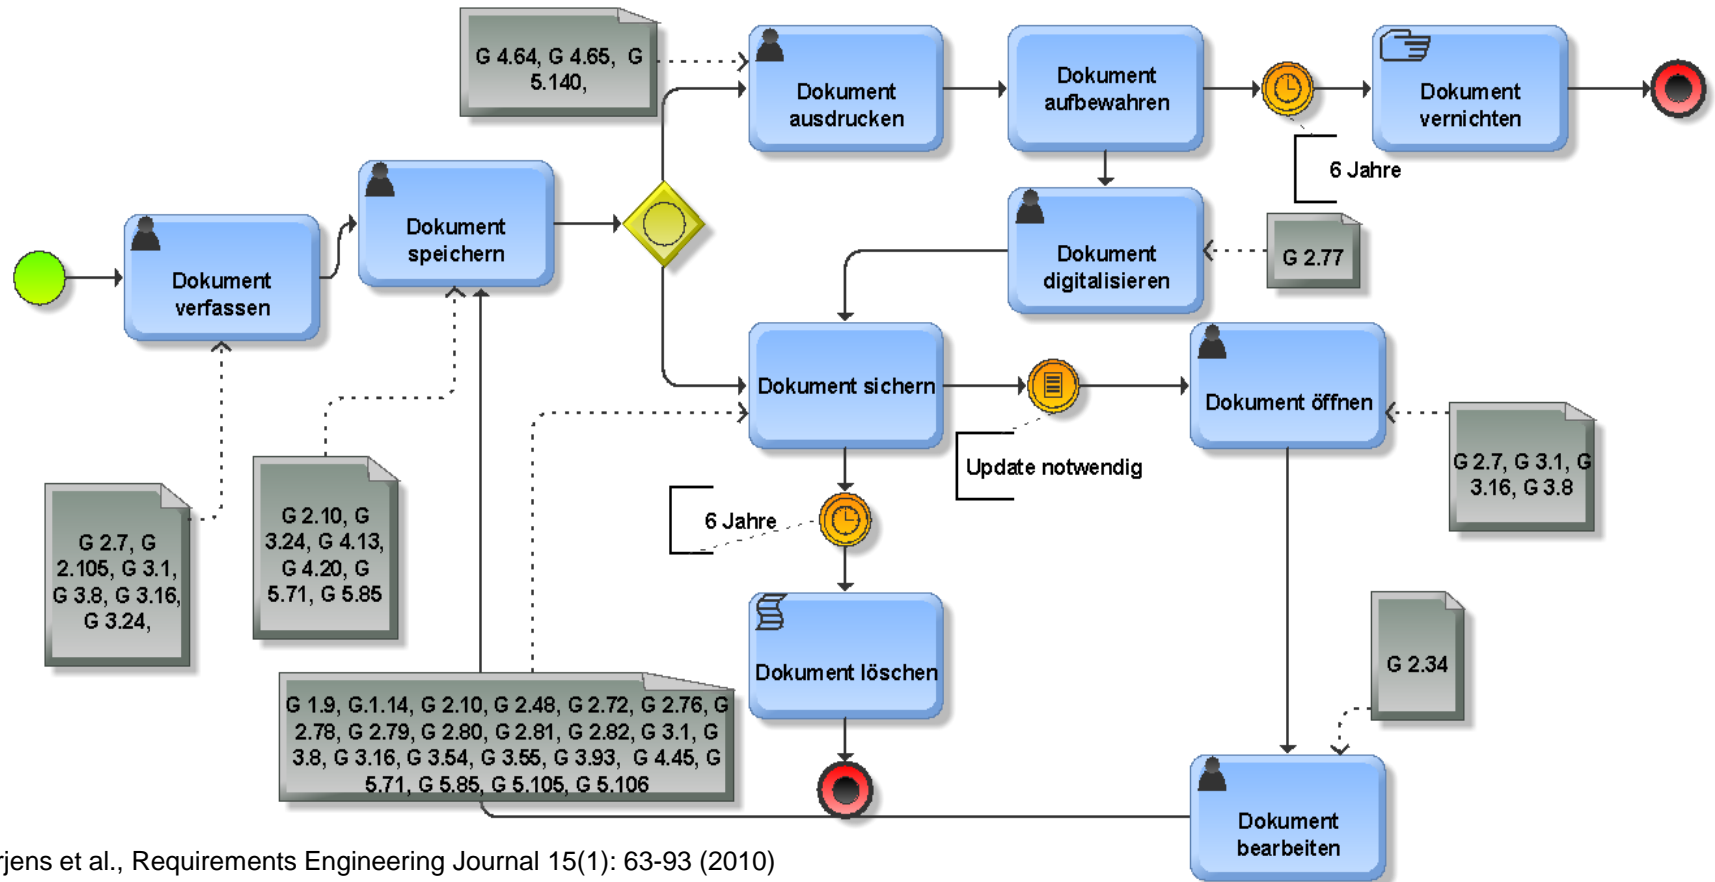 G 4.64, G 4.65, G
5.140,
Dokument
ausdrucken
Dokument
aufbewahren
Dokument
vernichten
6 Jahre
Dokument
verfassen
Dokument
speichern
Dokument
digitalisieren
G 2.77
Dokument sichern
Dokument öffnen
Update notwendig
G 2.7, G 3.1, G
3.16, G 3.8
6 Jahre
G 2.7, G
2.105, G 3.1,
G 3.8, G 3.16,
G 3.24,
G 2.10, G
3.24, G 4.13,
G 4.20, G
5.71, G 5.85
Dokument löschen
G 2.34
G 1.9, G.1.14, G 2.10, G 2.48, G 2.72, G 2.76, G
2.78, G 2.79, G 2.80, G 2.81, G 2.82, G 3.1, G
3.8, G 3.16, G 3.54, G 3.55, G 3.93, G 4.45, G
5.71, G 5.85, G 5.105, G 5.106
Dokument
bearbeiten
rjens et al., Requirements Engineering Journal 15(1): 63-93 (2010)